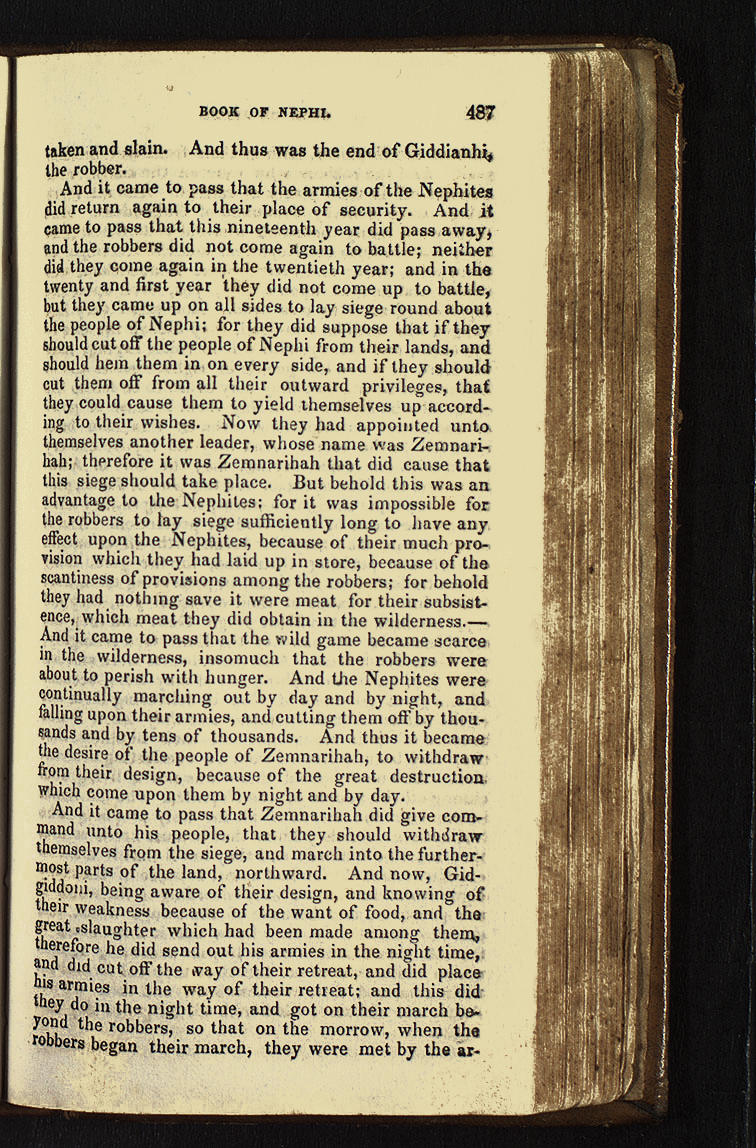 BOOK OF NEPHI. 487
taken and slain. And thus was the end of Giddianhi,
the robber.
And it came to pass that the armies of the Nephites
did return again to their place of security. And it
came to pass that this nineteenth year did pass away,
and the robbers did not come again to battle; neither
did they come again in the twentieth year; and in the
twenty and first year they did not come up to battle,
but they came up on all sides to lay siege round about
the people of Nephi; for they did suppose that if they
should cut off the people of Nephi from their lands, and
should hem them in on every side, and if they should
cut them off from all their outward privileges, that
they could cause them to yield themselves up accord-
ing to their wishes. Now they had appointed unto
themselves another leader, whose name was Zemnari-
hah; therefore it was Zemnarihah that did cause that
this siege should take place. But behold this was an
advantage to the Nephites; for it was impossible for
the robbers to lay siege sufficiently long to have any
effect upon the Nephites, because of their much pro-
vision which they had laid up in store, because of the
scantiness of provisions among the robbers; for behold
they had nothing save it were meat for their subsist-
ence, which meat they did obtain in the wilderness.—
And it came to pass that the wild game became scarce
in the wilderness, insomuch that the robbers were
about to perish with hunger. And the Nephites were
continually marching out by day and by night, and
falling upon their armies, and cutting them off by thou-
sands and by tens of thousands. And thus it became
the desire of the people of Zemnarihah, to withdraw
from their design, because of the great destruction
which come upon them by night and by day.
And it came to pass that Zemnarihah did give com-
mand unto his people, that they should withdraw
themselves from the siege, and march into the further-
most parts of the land, northward. And now, Gid-
giddoni, being aware of their design, and knowing of
their weakness because of the want of food, and the
great slaughter which had been made among them,
therefore he did send out his armies in the night time,
and did cut off the way of their retreat, and did place
his armies in the way of their retreat; and this did
they do in the night time, and got on their march be-
yond the robbers, so that on the morrow, when the
robbers began their march, they were met by the ar-